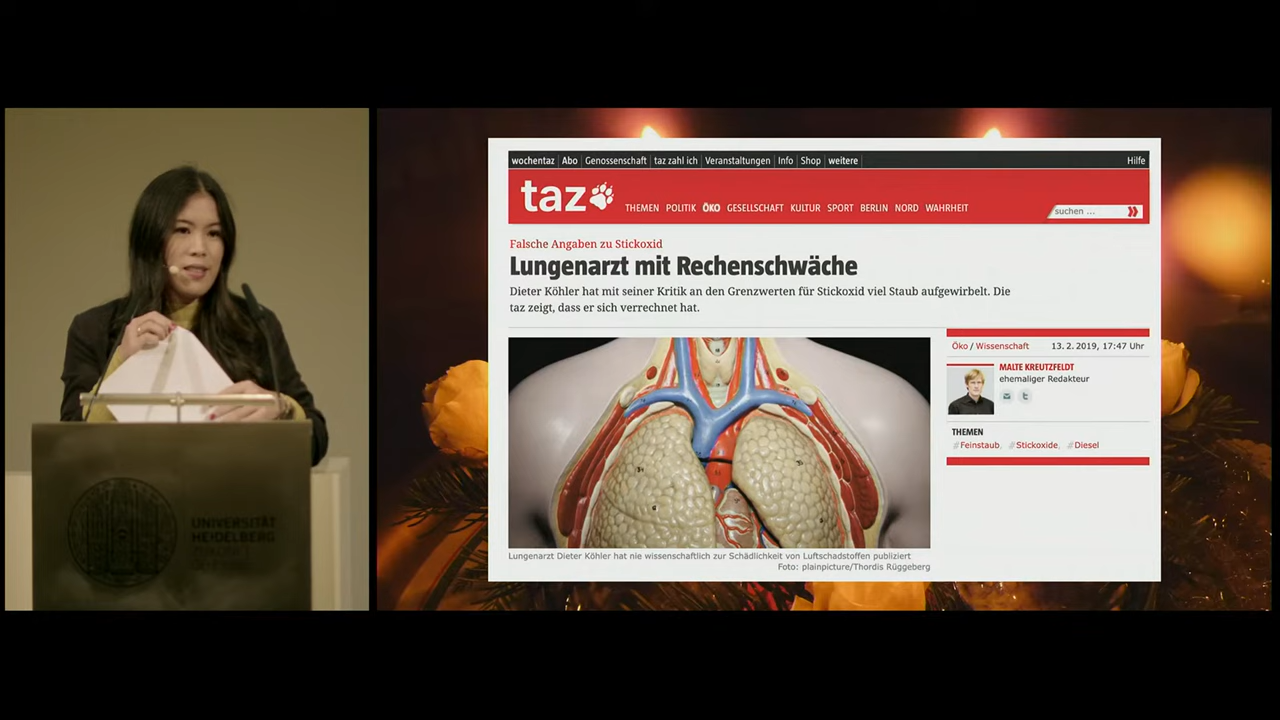 wochentaz Abo Genossenschaft taz zahl ich Veranstaltungen Info Shop weitere Hilfe
taz
THEMEN POLITIK ÖKO GESELLSCHAFT KULTUR SPORT BERLIN NORD WAHRHEIT
suchen ...
Falsche Angaben zu Stickoxid
Lungenarzt mit Rechenschwäche
Dieter Köhler hat mit seiner Kritik an den Grenzwerten für Stickoxid viel Staub aufgewirbelt. Die
taz zeigt, dass er sich verrechnet hat.
Öko / Wissenschaft 13. 2. 2019, 17:47 Uhr
MALTE KREUTZFELDT
ehemaliger Redakteur
THEMEN
#Feinstaub, #Stickoxide, #Diesel
Lungenarzt Dieter Köhler hat nie wissenschaftlich zur Schädlichkeit von Luftschadstoffen publiziert
Foto: plainpicture/Thordis Rüggeberg
UNIVERSITÄT
HEIDELBERG
ZUKUNFT